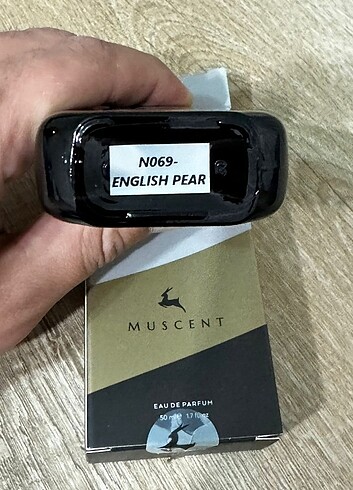 N069-
ENGLISH PEAR
MUSCENT
EAU DE PARFUM
50 ml ℮ 1.7 fl oz